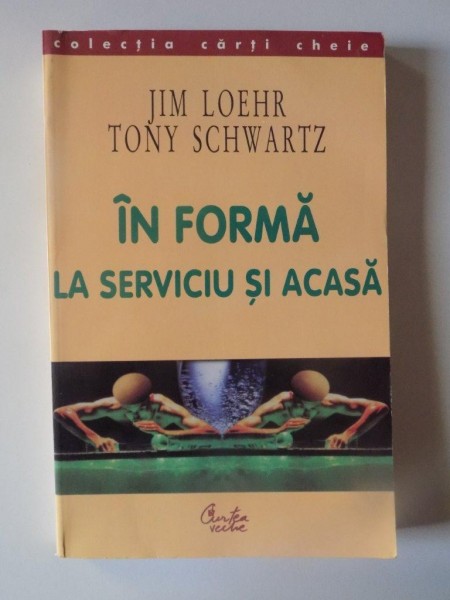 colecția cărți cheie
JIM LOEHR
TONY SCHWARTZ
ÎN FORMĂ
LA SERVICIU ȘI ACASĂ
Curtea
veche